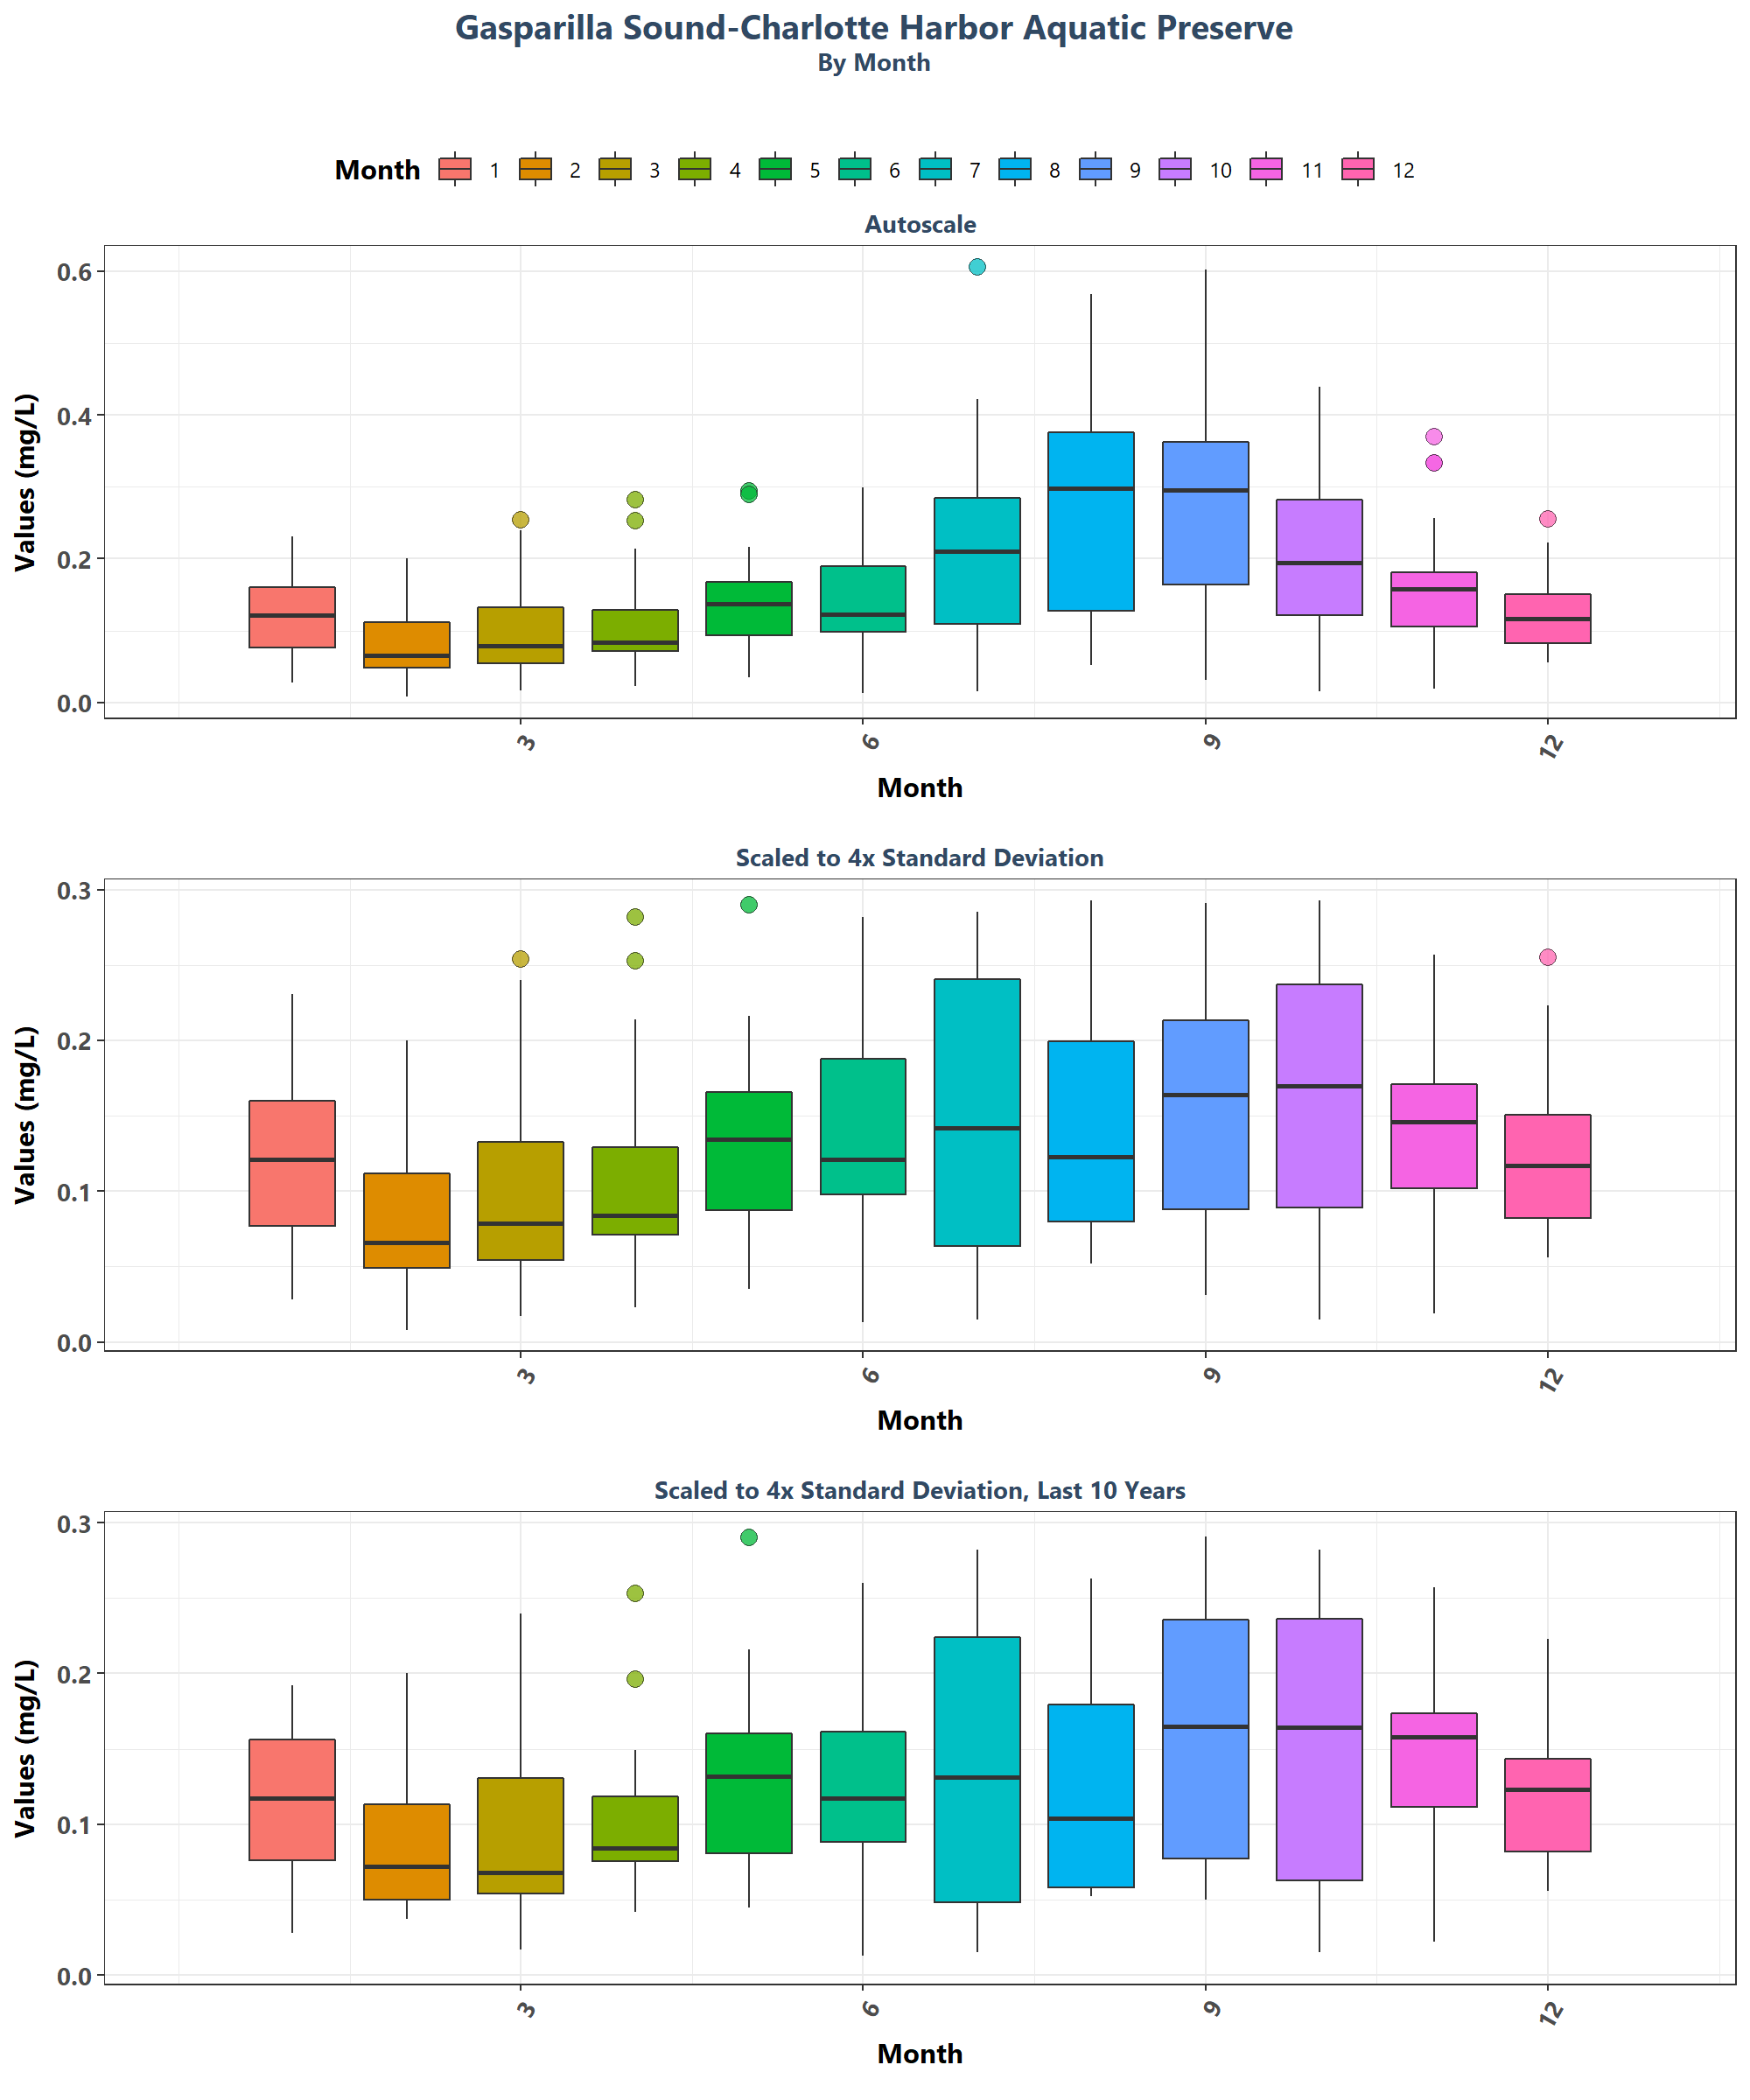 Gasparilla Sound-Charlotte Harbor Aquatic Preserve
By Month
Month 1 2 3 4 5 6 7 8 9 10 11 12
Autoscale
Values (mg/L)
0.6
0.4
0.2
0.0
3 6 9 12
Month
Scaled to 4x Standard Deviation
Values (mg/L)
0.3
0.2
0.1
0.0
3 6 9 12
Month
Scaled to 4x Standard Deviation, Last 10 Years
Values (mg/L)
0.3
0.2
0.1
0.0
3 6 9 12
Month